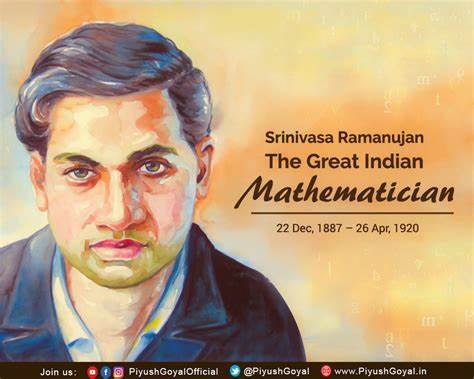 Srinivasa Ramanujan
The Great Indian
Mathematician
22 Dec, 1887 – 26 Apr, 1920
Join us: PiyushGoyalOfficial @PiyushGoyal www.PiyushGoyal.in